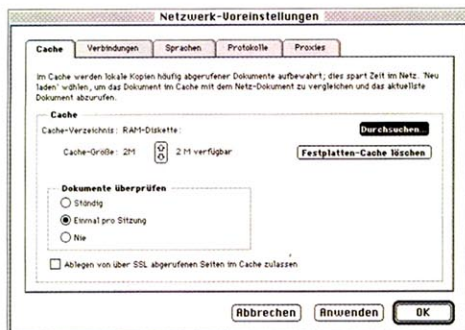 Netzwerk-Voreinstellungen
Cache
Verbindungen
Sprachen
Protokolle
Proxies
Im Cache werden lokale Kopien häufig abgerufener Dokumente aufbewahrt; dies spart Zeit im Netz. 'Neu
laden' wählen, um das Dokument im Cache mit dem Netz-Dokument zu vergleichen und das aktuellste
Dokument abzurufen.
Cache
Cache-Verzeichnis: RAM-Diskette:
Durchsuchen...
Cache-Größe: 2M
2 M verfügbar
Festplatten-Cache löschen
Dokumente überprüfen
Ständig
Einmal pro Sitzung
Nie
Ablegen von über SSL abgerufenen Seiten im Cache zulassen
Abbrechen
Anwenden
OK